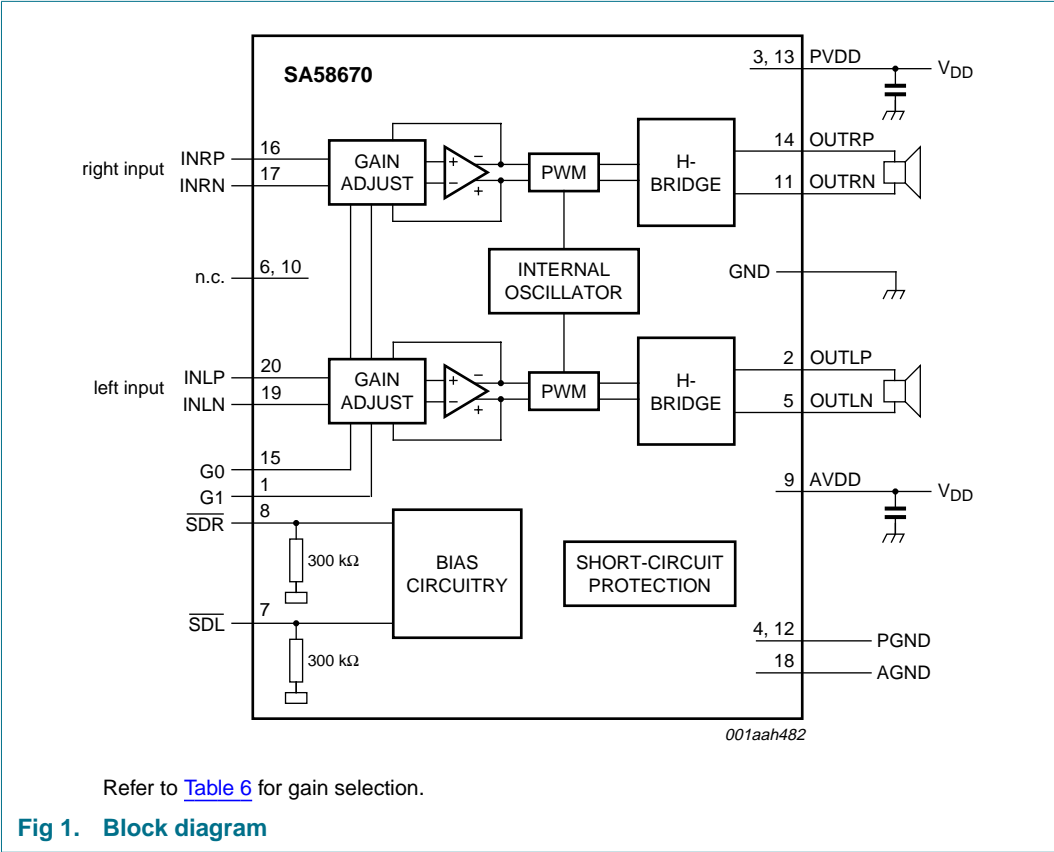 SA58670
3, 13 PVDD
VDD
right input
INRP 16
INRN 17
GAIN
ADJUST
+ −
− +
PWM
H-
BRIDGE
14 OUTRP
11 OUTRN
n.c. 6, 10
INTERNAL
OSCILLATOR
GND
left input
INLP 20
INLN 19
GAIN
ADJUST
+ −
− +
PWM
H-
BRIDGE
2 OUTLP
5 OUTLN
G0 15
G1 1
9 AVDD
VDD
SDR 8
300 kΩ
BIAS
CIRCUITRY
SHORT-CIRCUIT
PROTECTION
SDL 7
300 kΩ
4, 12 PGND
18 AGND
001aah482
Refer to Table 6 for gain selection.
Fig 1. Block diagram